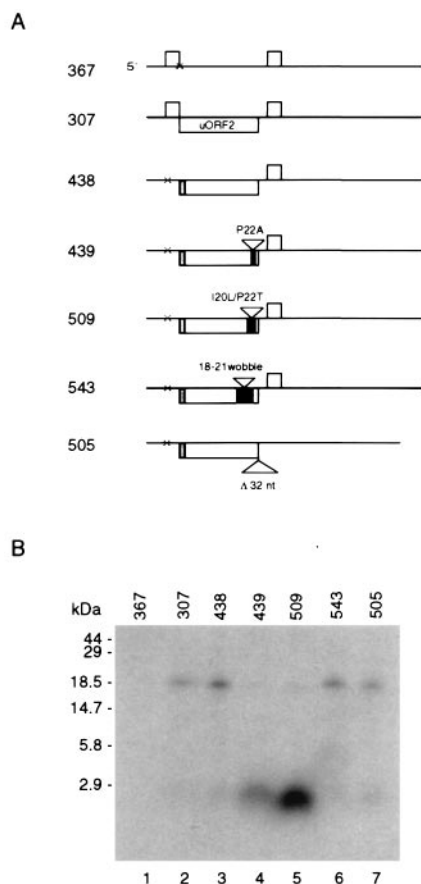 A
367 5'
307 uORF2
438
P22A
439
I20L/P22T
509
18-21wobble
543
505
Δ 32 nt
B
kDa 367 307 438 439 509 543 505
44 -
29 -
18.5 -
14.7 -
5.8 -
2.9 -
1 2 3 4 5 6 7